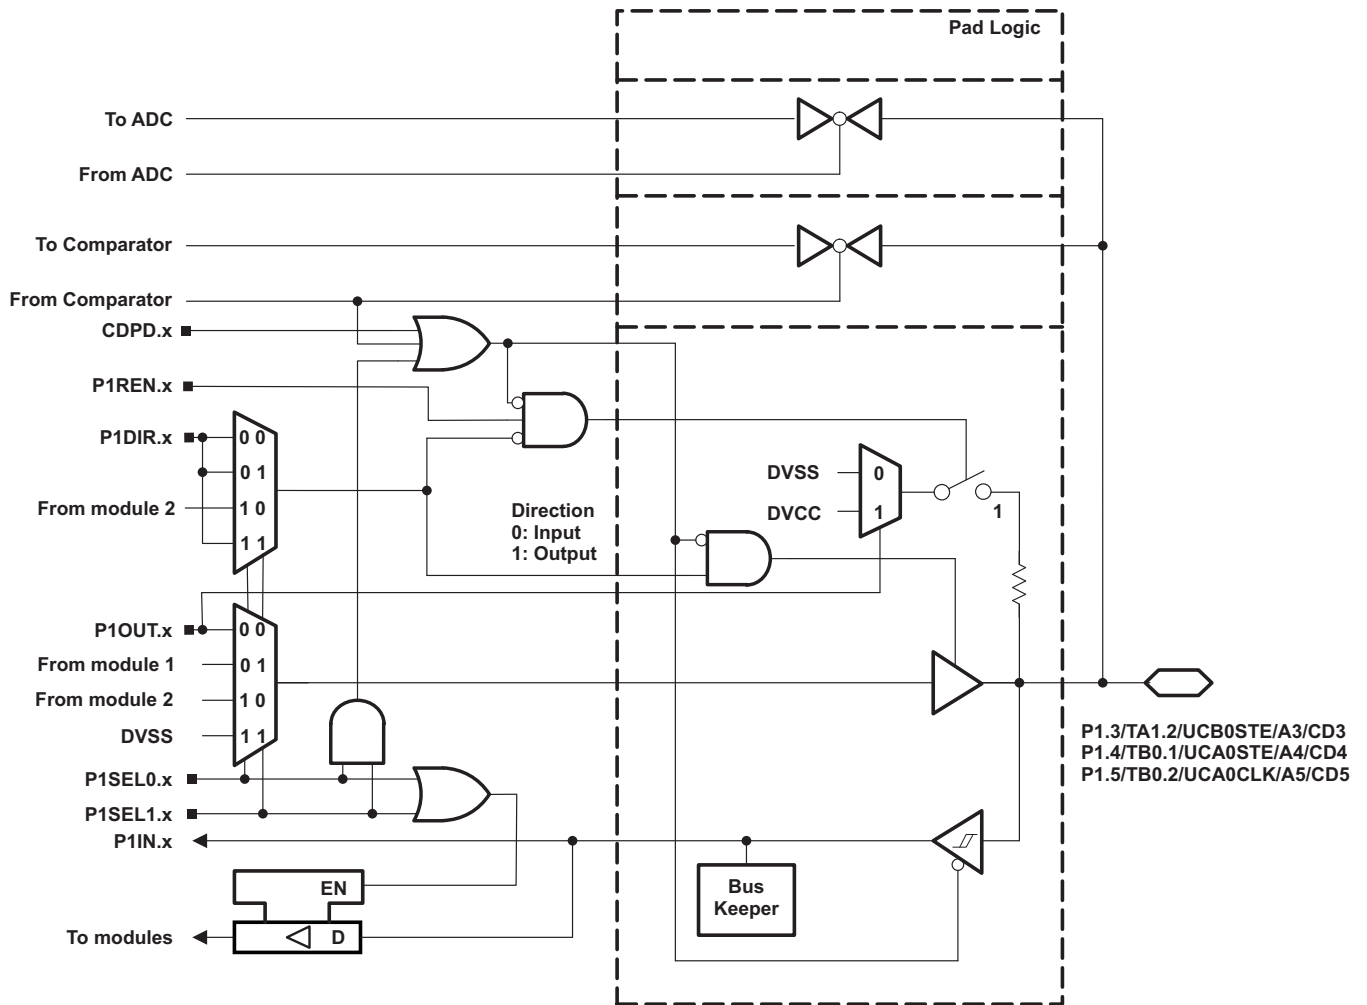 Pad Logic
To ADC
From ADC
To Comparator
From Comparator
CDPD.x
P1REN.x
P1DIR.x
0 0
0 1
From module 2
1 0
1 1
Direction
0: Input
1: Output
DVSS
0
DVCC
1
1
P1OUT.x
0 0
From module 1
0 1
From module 2
1 0
DVSS
1 1
P1.3/TA1.2/UCB0STE/A3/CD3
P1.4/TB0.1/UCA0STE/A4/CD4
P1.5/TB0.2/UCA0CLK/A5/CD5
P1SEL0.x
P1SEL1.x
P1IN.x
Bus
Keeper
EN
To modules
D